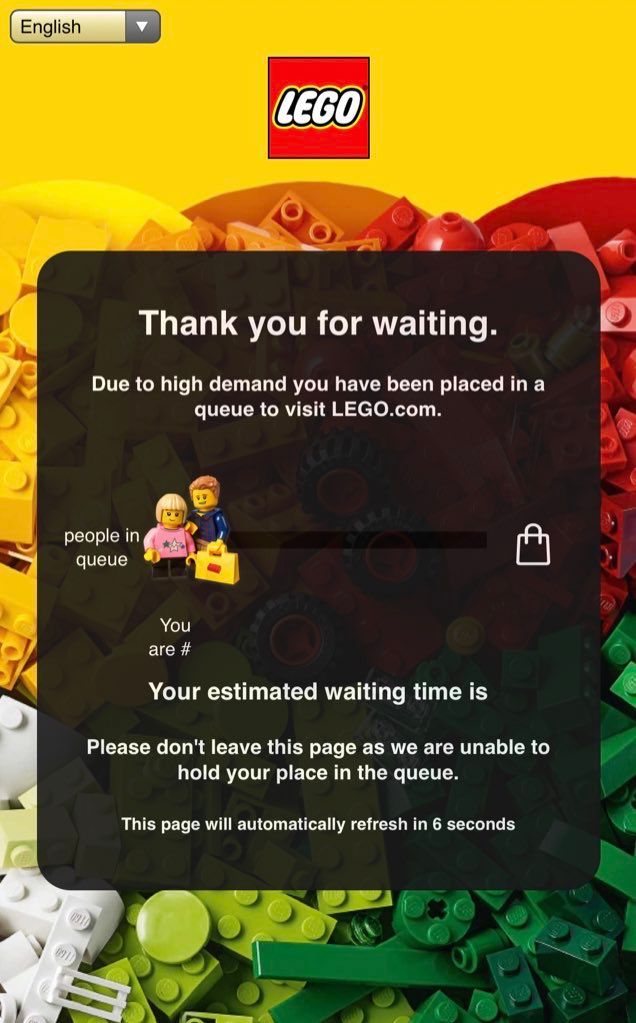 English
LEGO
Thank you for waiting.
Due to high demand you have been placed in a
queue to visit LEGO.com.
people in
queue
You
are #
Your estimated waiting time is
Please don't leave this page as we are unable to
hold your place in the queue.
This page will automatically refresh in 6 seconds